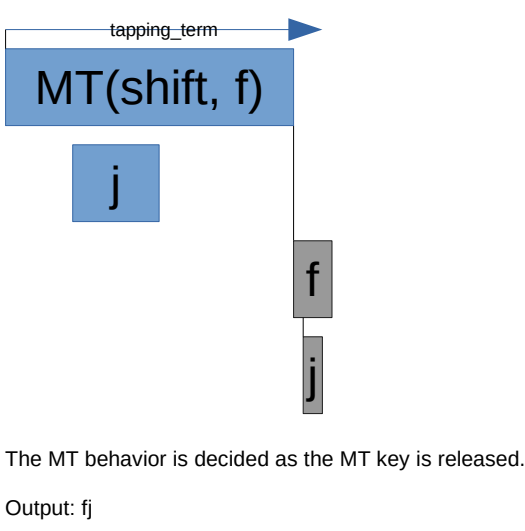 tapping_term
MT(shift, f)
j
f
j
The MT behavior is decided as the MT key is released.
Output: fj